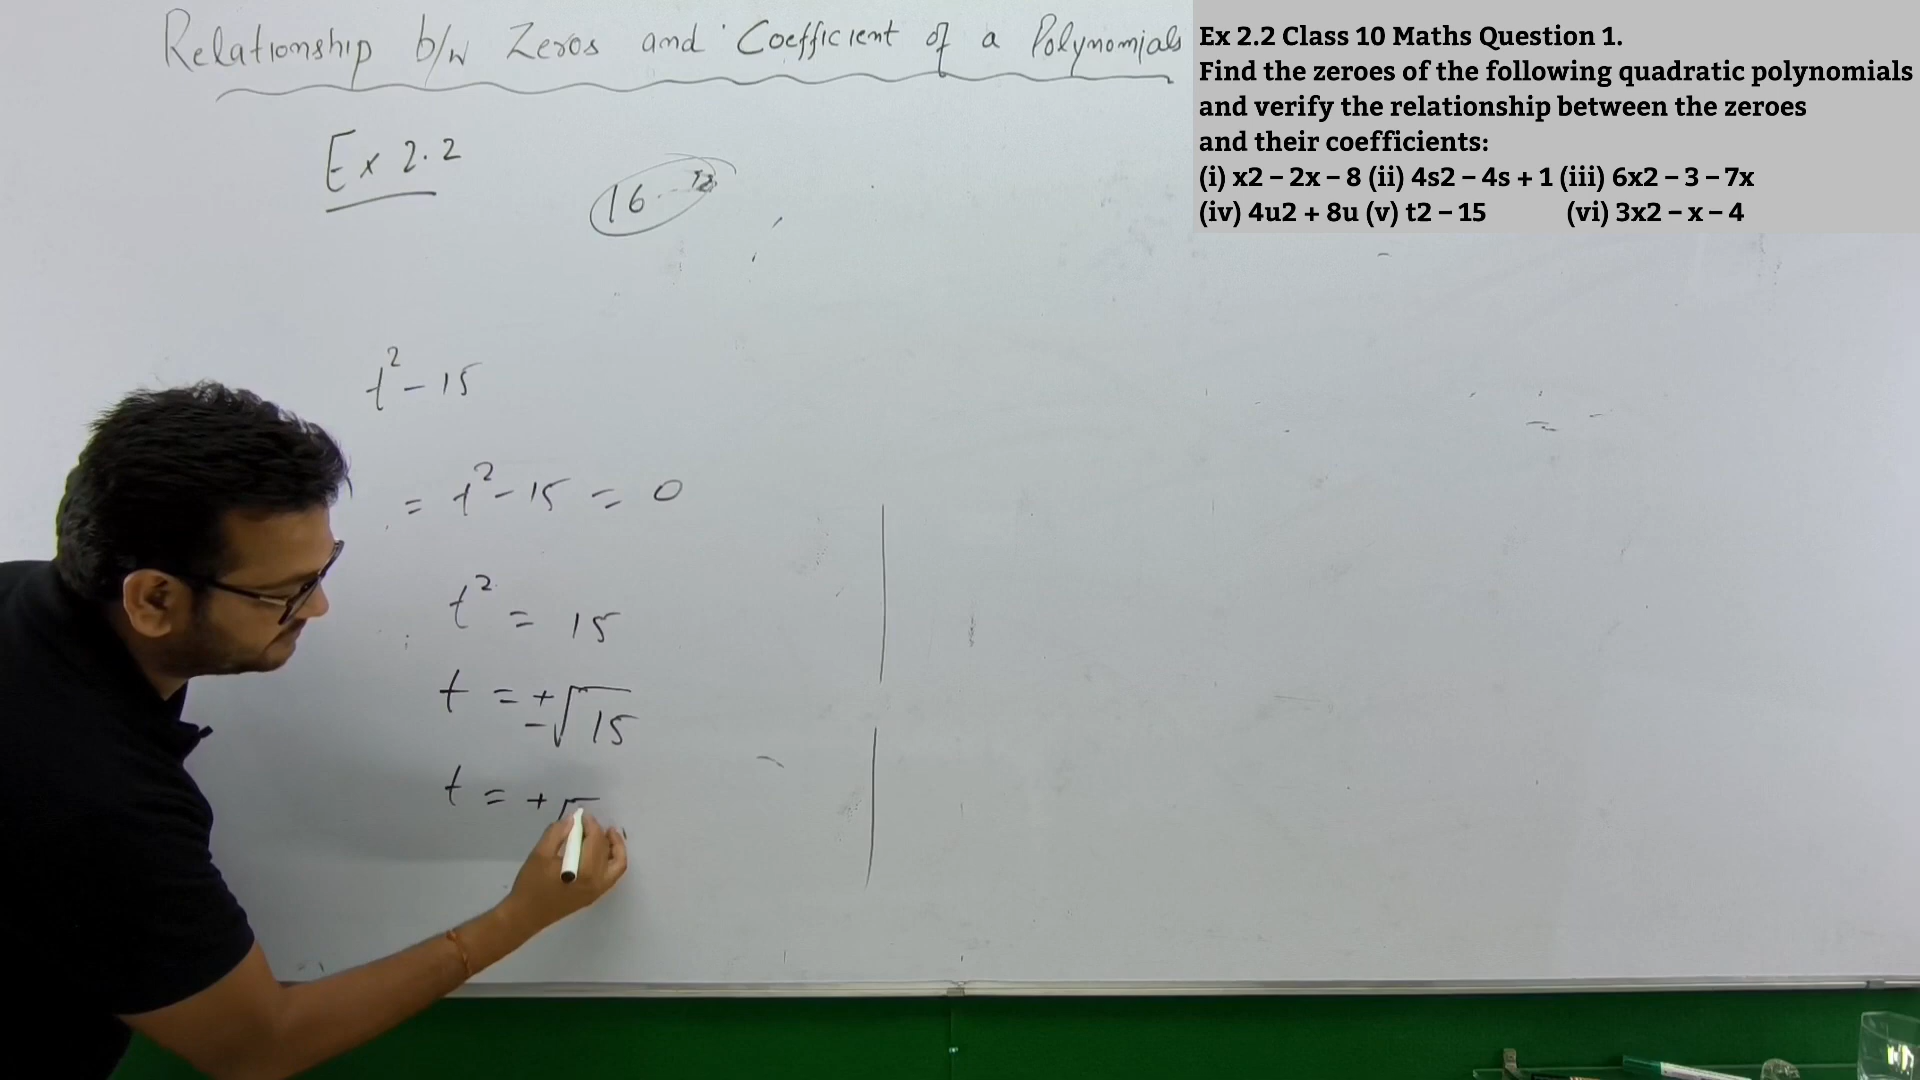 Relationship b/w Zeros and Coefficient of a Polynomials
Ex 2.2 Class 10 Maths Question 1.
Find the zeroes of the following quadratic polynomials
and verify the relationship between the zeroes
and their coefficients:
(i) x2 – 2x – 8 (ii) 4s2 – 4s + 1 (iii) 6x2 – 3 – 7x
(iv) 4u2 + 8u (v) t2 – 15 (vi) 3x2 – x – 4
Ex 2.2
16
t² - 15
= t² - 15 = 0
t² = 15
t = ±√15
t = +√